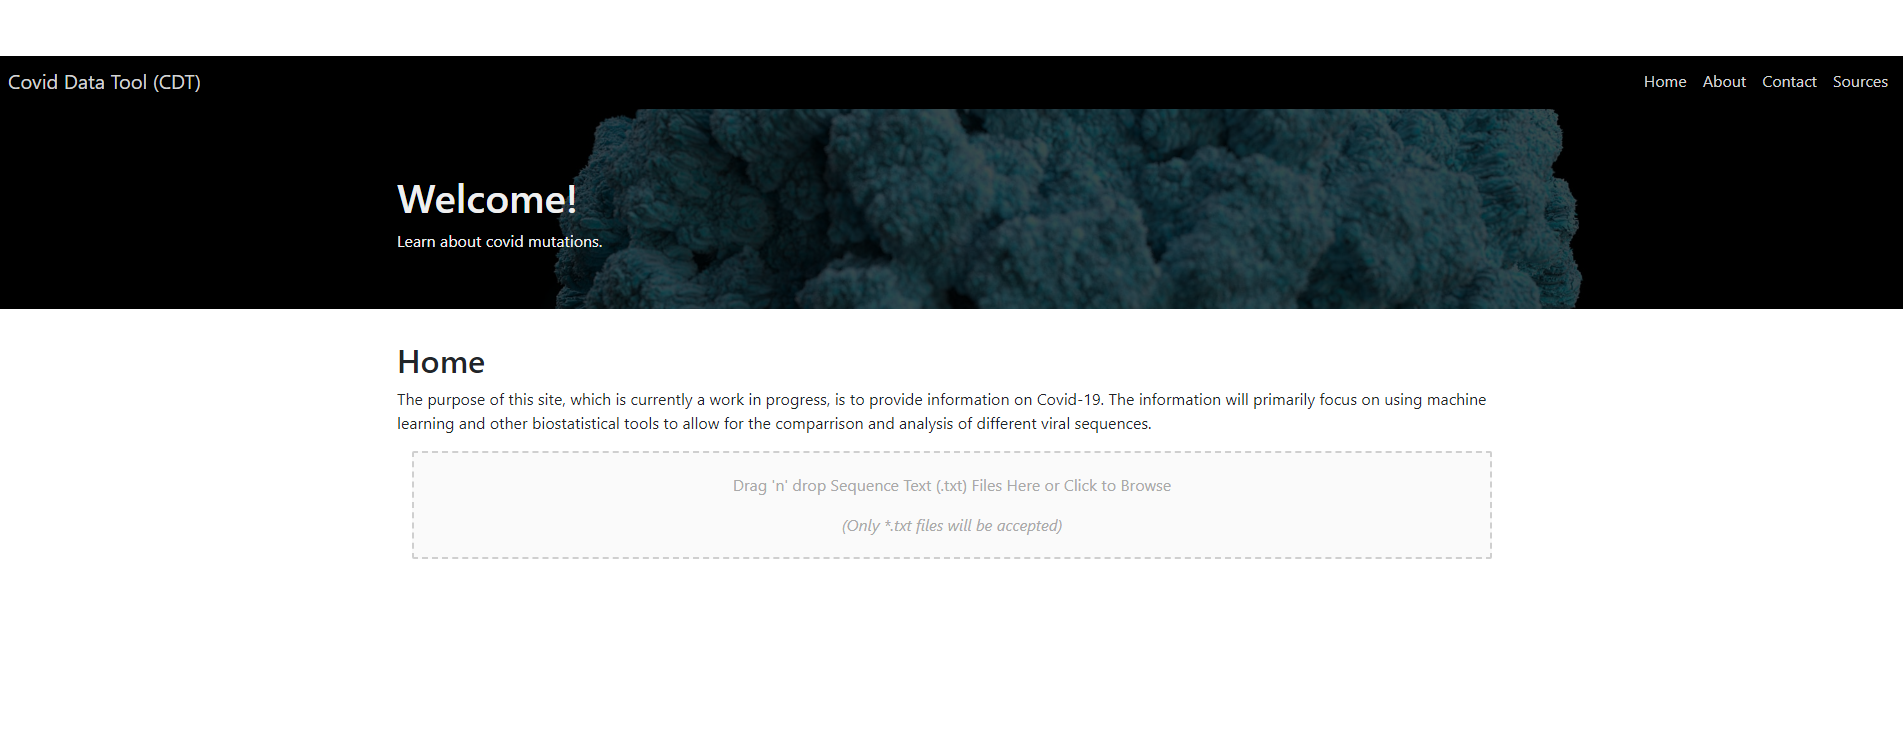 Covid Data Tool (CDT)
Home About Contact Sources
Welcome!
Learn about covid mutations.
Home
The purpose of this site, which is currently a work in progress, is to provide information on Covid-19. The information will primarily focus on using machine
learning and other biostatistical tools to allow for the comparrison and analysis of different viral sequences.
Drag 'n' drop Sequence Text (.txt) Files Here or Click to Browse
(Only *.txt files will be accepted)